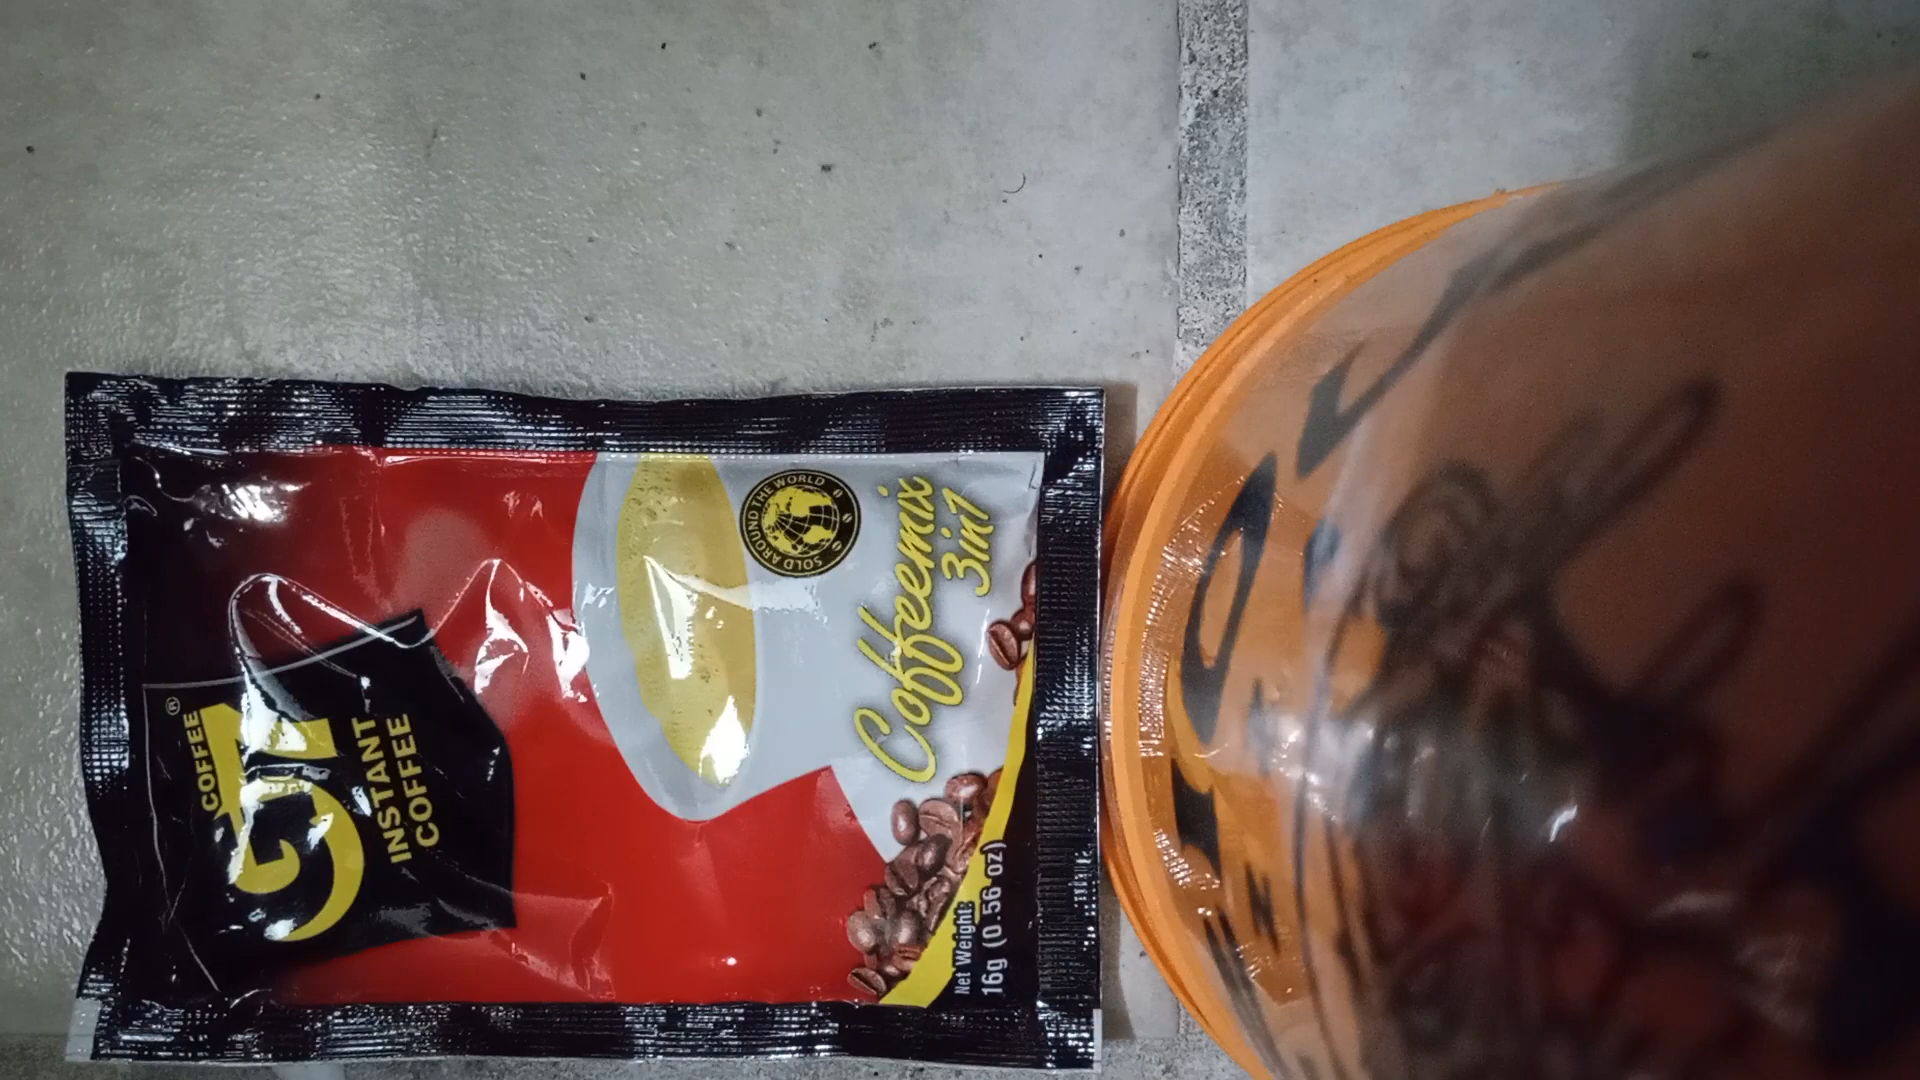 COFFEE
G7®
INSTANT
COFFEE
SOLD AROUND THE WORLD
Coffeemix
3in1
Net Weight:
16g (0.56 oz)